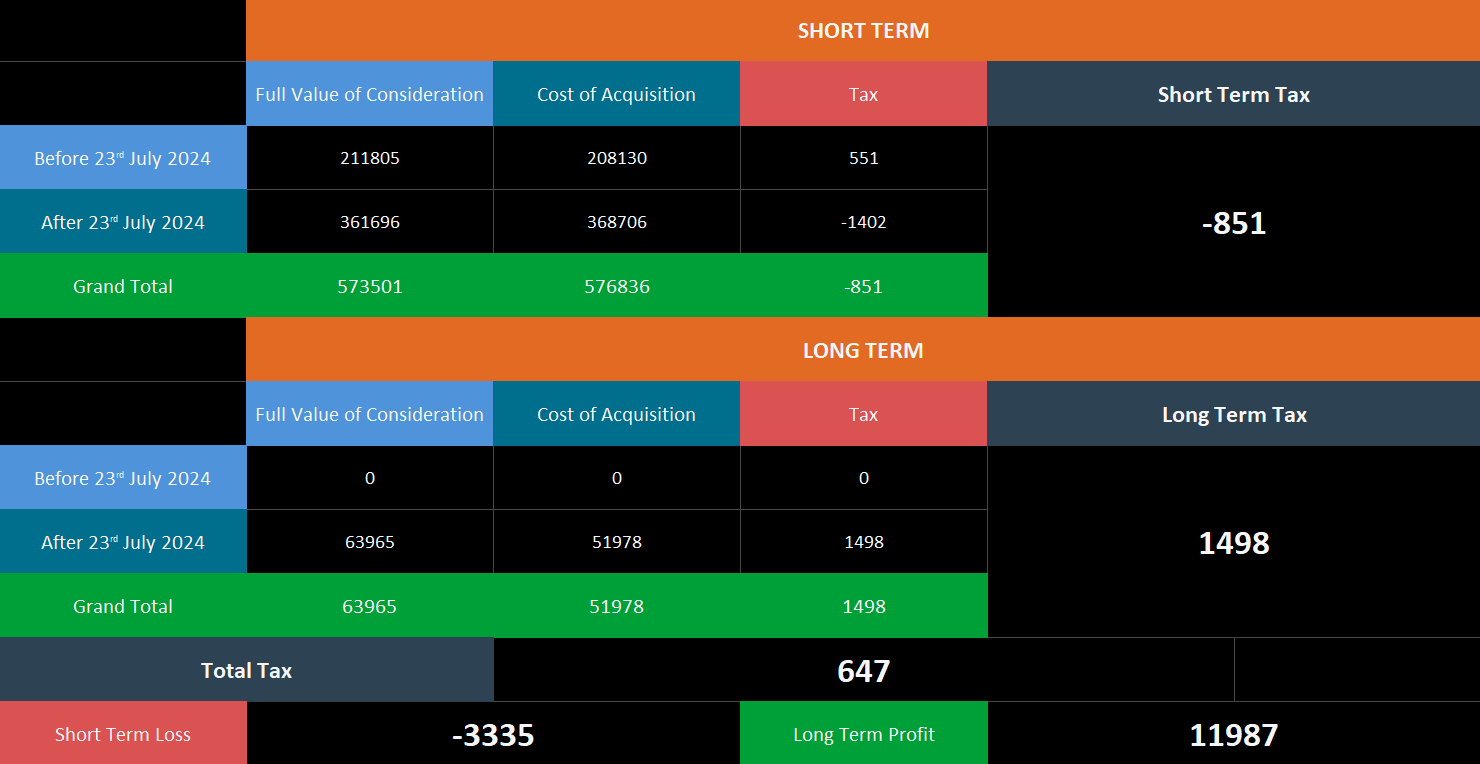 SHORT TERM
Full Value of Consideration Cost of Acquisition Tax Short Term Tax
Before 23rd July 2024 211805 208130 551
After 23rd July 2024 361696 368706 -1402
-851
Grand Total 573501 576836 -851
LONG TERM
Full Value of Consideration Cost of Acquisition Tax Long Term Tax
Before 23rd July 2024 0 0 0
After 23rd July 2024 63965 51978 1498
1498
Grand Total 63965 51978 1498
Total Tax 647
Short Term Loss -3335 Long Term Profit 11987